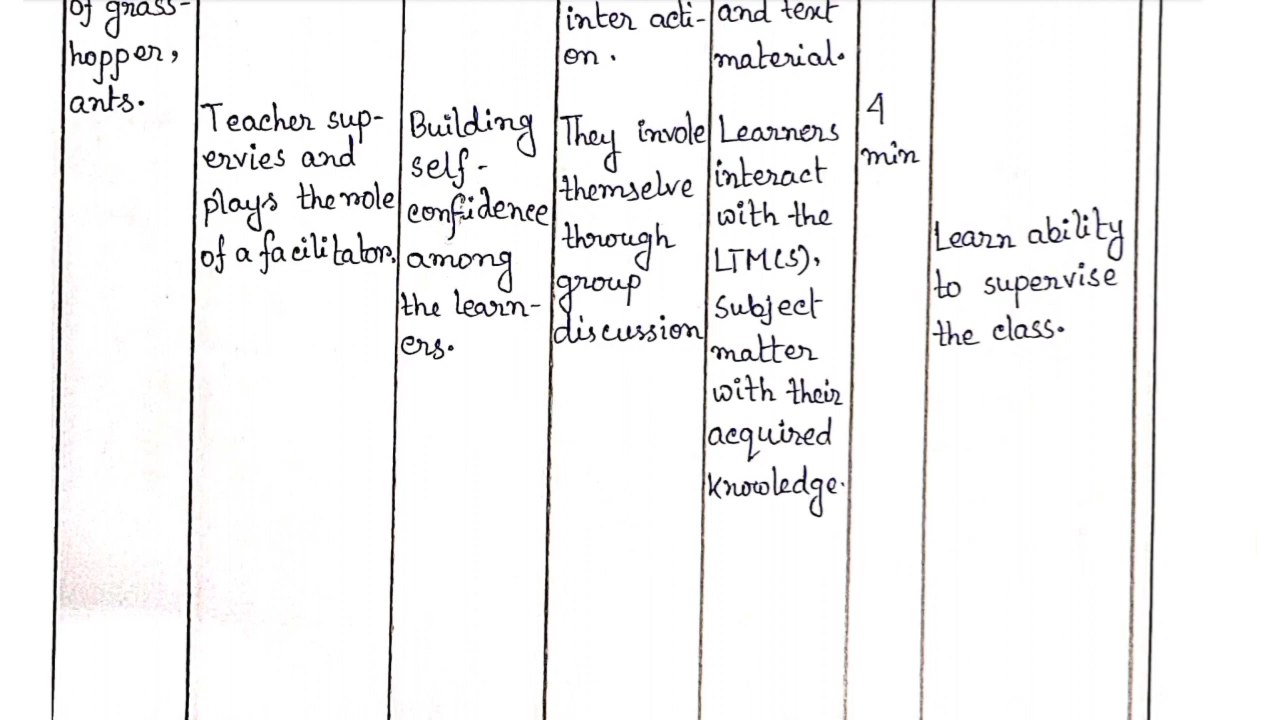 of grass-
hopper,
ants.
Teacher sup-
ervies and
plays the role
of a facilitator.
Building
self-
confidence
among
the learn-
ers.
inter acti-
on.
They invole
themselve
through
group
discussion
and text
material.
Learners
interact
with the
LTM(s),
subject
matter
with their
acquired
knowledge.
4
min
Learn ability
to supervise
the class.